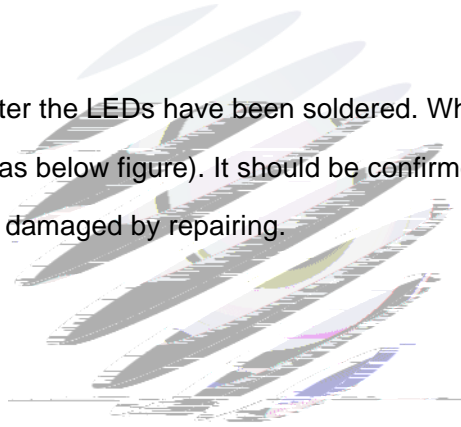 ter the LEDs have been soldered. Wh
as below figure). It should be confirm
damaged by repairing.